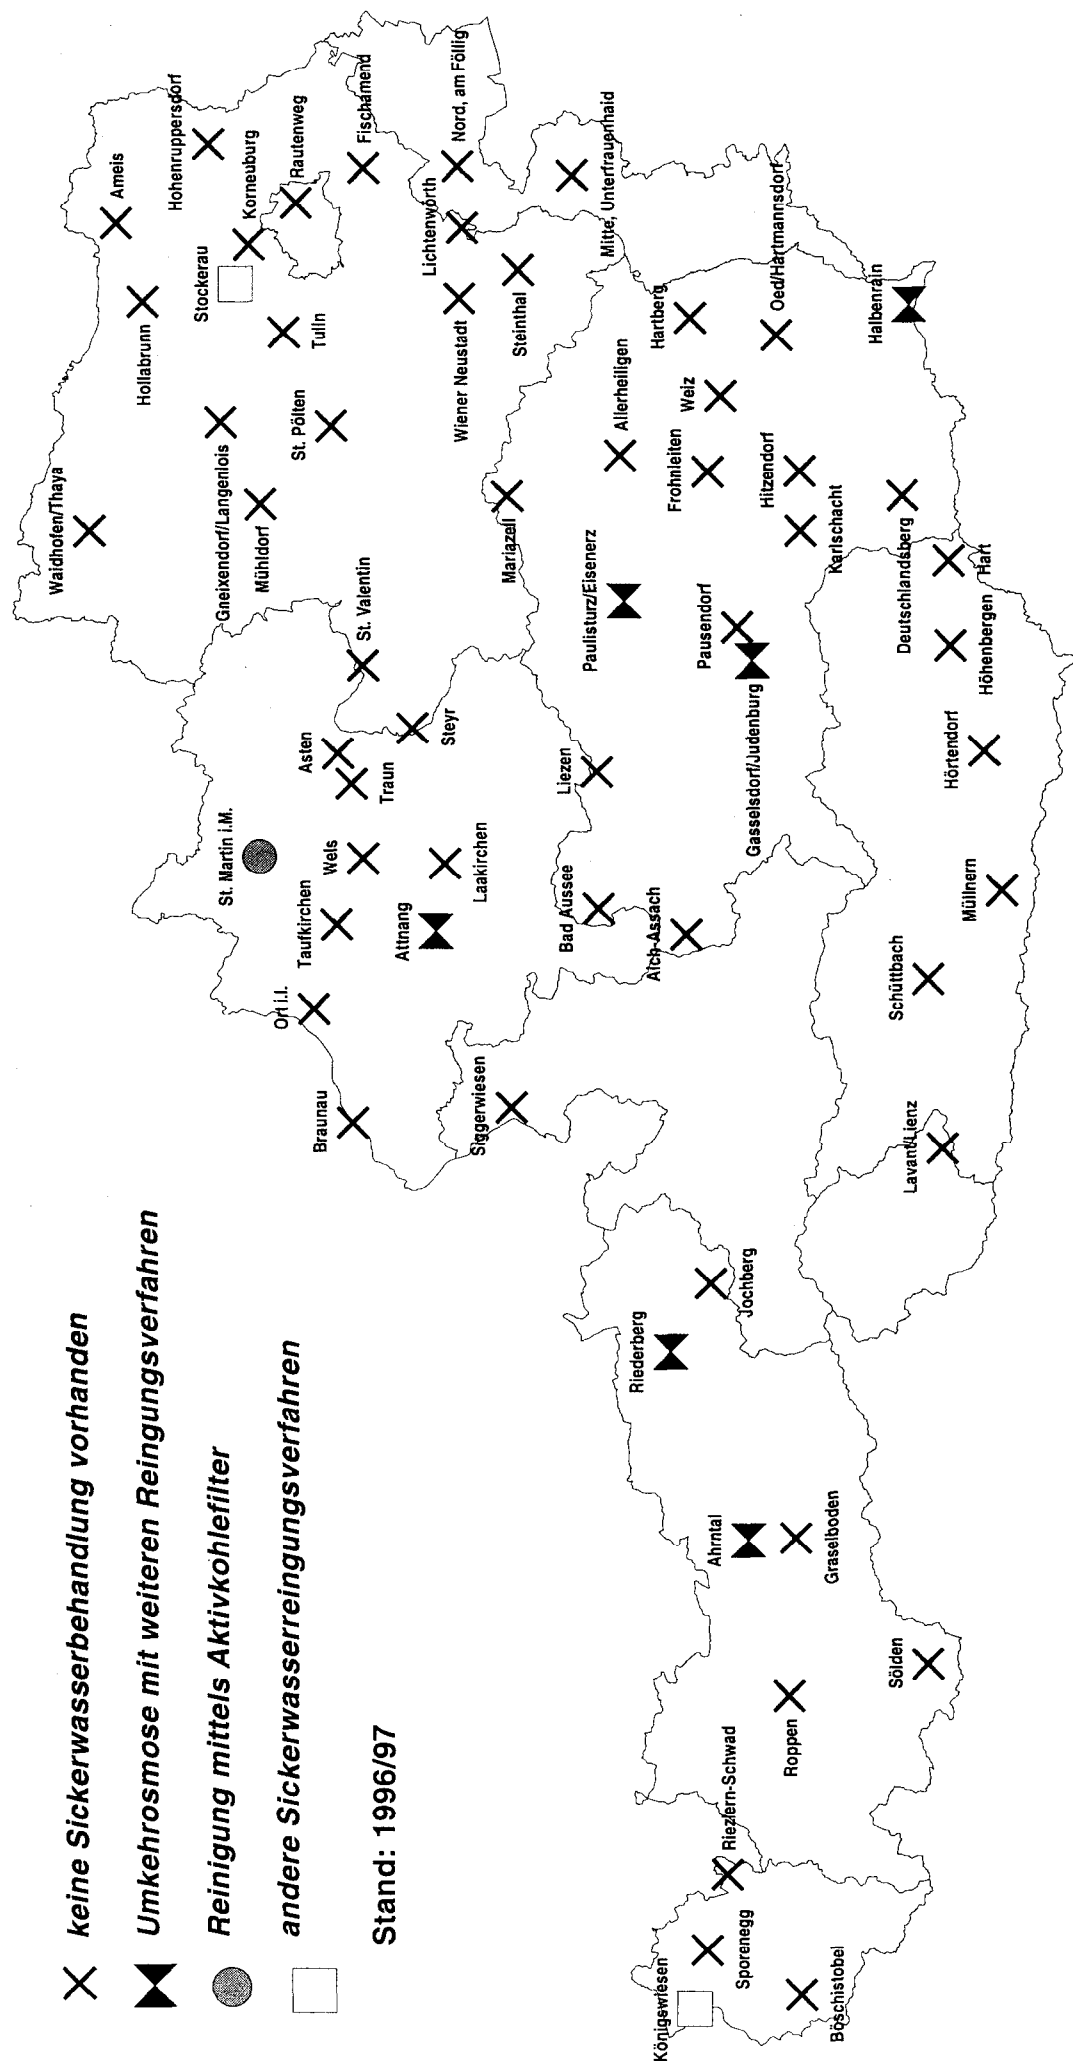 keine Sickerwasserbehandlung vorhanden
Umkehrosmose mit weiteren Reingungsverfahren
Reinigung mittels Aktivkohlefilter
andere Sickerwasserreingungsverfahren
Stand: 1996/97
Waidhofen/Thaya
Hollabrunn
Ameis
Hohenruppersdorf
Gneixendorf/Langenlois
Stockerau
Korneuburg
Mühldorf
Tulln
Rautenweg
St. Pölten
Fischamend
St. Martin i.M.
St. Valentin
Asten
Traun
Steyr
Wels
Taufkirchen
Ort i.I.
Braunau
Attnang
Laakirchen
Lichtenwörth
Nord, am Föllig
Wiener Neustadt
Steinthal
Mitte, Unterfrauenhaid
Siggerwiesen
Mariazell
Liezen
Bad Aussee
Aich-Assach
Paulisturz/Eisenerz
Allerheiligen
Hartberg
Weiz
Frohnleiten
Pausendorf
Gasselsdorf/Judenburg
Oed/Hartmannsdorf
Hitzendorf
Karlschacht
Halbenrain
Deutschlandsberg
Hart
Höhenbergen
Hörtendorf
Müllnern
Schüttbach
Lavant/Lienz
Jochberg
Riederberg
Ahrntal
Graselboden
Sölden
Roppen
Riezlern-Schwad
Sporenegg
Königswiesen
Böschistobel